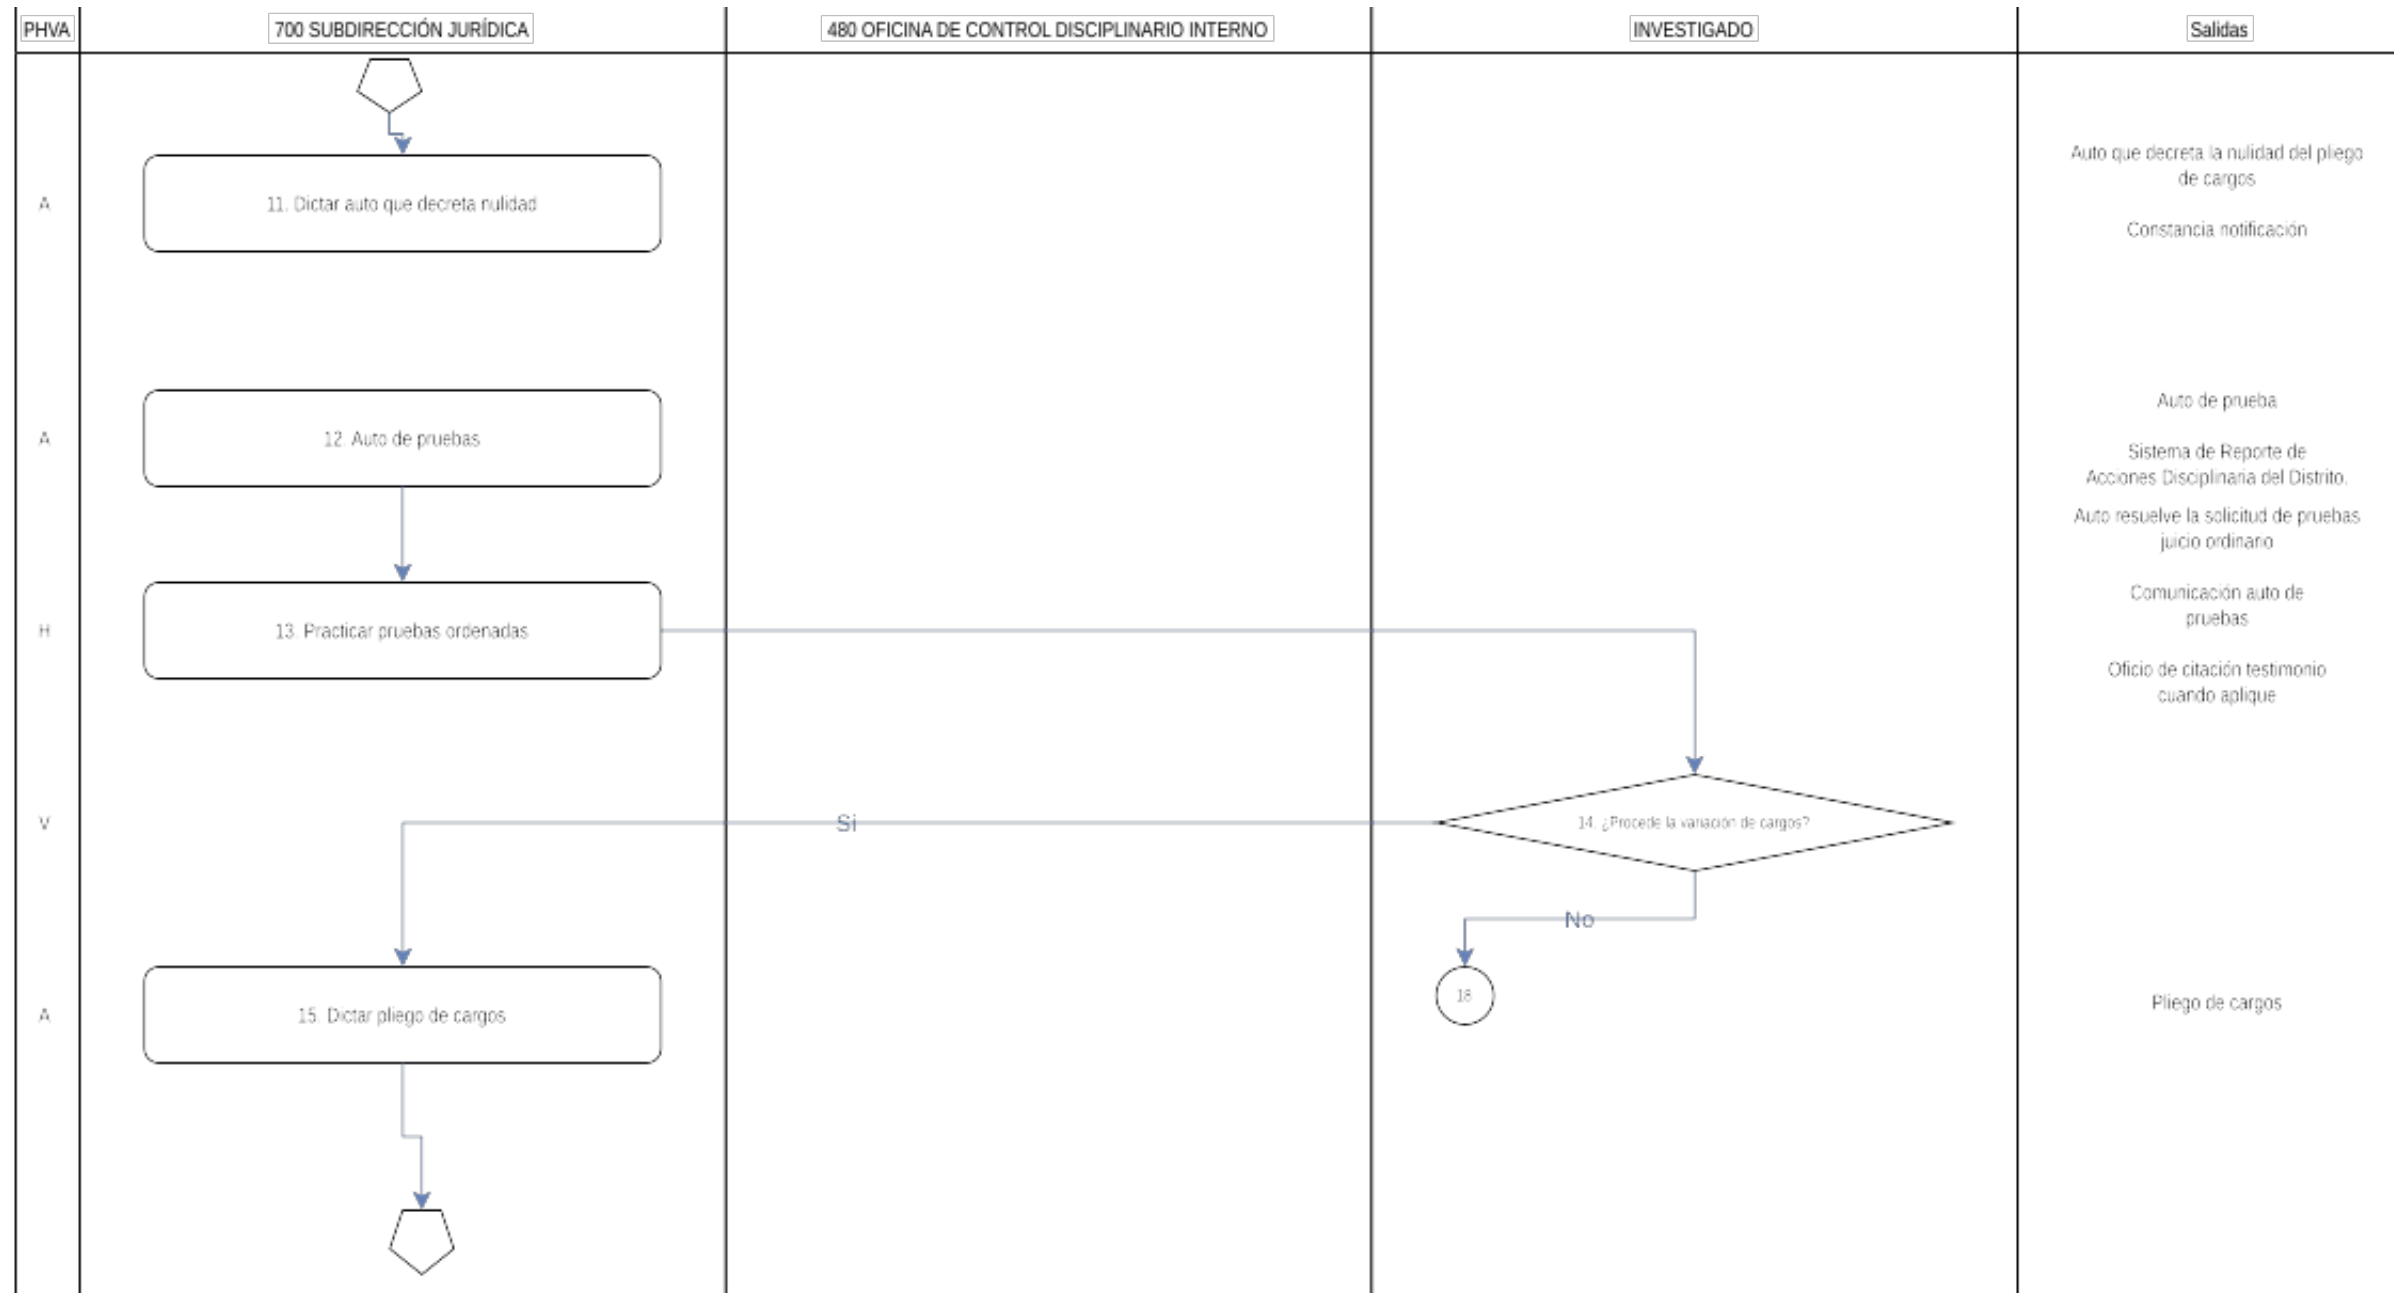 PHVA
700 SUBDIRECCIÓN JURÍDICA
480 OFICINA DE CONTROL DISCIPLINARIO INTERNO
INVESTIGADO
Salidas
A
11. Dictar auto que decreta nulidad
Auto que decreta la nulidad del pliego
de cargos
Constancia notificación
A
12. Auto de pruebas
Auto de prueba
Sistema de Reporte de
Acciones Disciplinaria del Distrito.
H
13. Practicar pruebas ordenadas
Auto resuelve la solicitud de pruebas
juicio ordinario
Comunicación auto de
pruebas
Oficio de citación testimonio
cuando aplique
V
Si
14. ¿Procede la variación de cargos?
No
A
15. Dictar pliego de cargos
18
Pliego de cargos